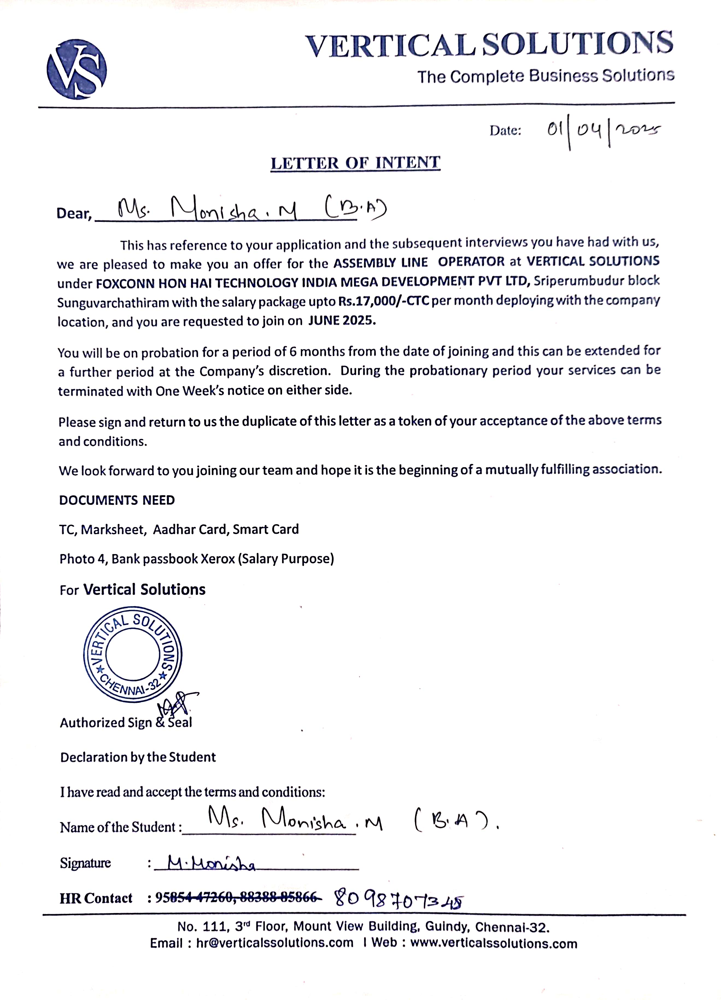 VS
VERTICAL SOLUTIONS
The Complete Business Solutions
Date: 01/04/2025
LETTER OF INTENT
Dear, Ms. Monisha. M (B.A)
This has reference to your application and the subsequent interviews you have had with us,
we are pleased to make you an offer for the ASSEMBLY LINE OPERATOR at VERTICAL SOLUTIONS
under FOXCONN HON HAI TECHNOLOGY INDIA MEGA DEVELOPMENT PVT LTD, Sriperumbudur block
Sunguvarchathiram with the salary package upto Rs.17,000/-CTC per month deploying with the company
location, and you are requested to join on JUNE 2025.
You will be on probation for a period of 6 months from the date of joining and this can be extended for
a further period at the Company's discretion. During the probationary period your services can be
terminated with One Week's notice on either side.
Please sign and return to us the duplicate of this letter as a token of your acceptance of the above terms
and conditions.
We look forward to you joining our team and hope it is the beginning of a mutually fulfilling association.
DOCUMENTS NEED
TC, Marksheet, Aadhar Card, Smart Card
Photo 4, Bank passbook Xerox (Salary Purpose)
For Vertical Solutions
★ VERTICAL SOLUTIONS ★ CHENNAI-32
Authorized Sign & Seal
Declaration by the Student
I have read and accept the terms and conditions:
Name of the Student : Ms. Monisha. M (B.A).
Signature : M. Monisha
HR Contact : 95854 47260, 88388 85866 8098707348
No. 111, 3rd Floor, Mount View Building, Guindy, Chennai-32.
Email : hr@verticalssolutions.com I Web : www.verticalssolutions.com